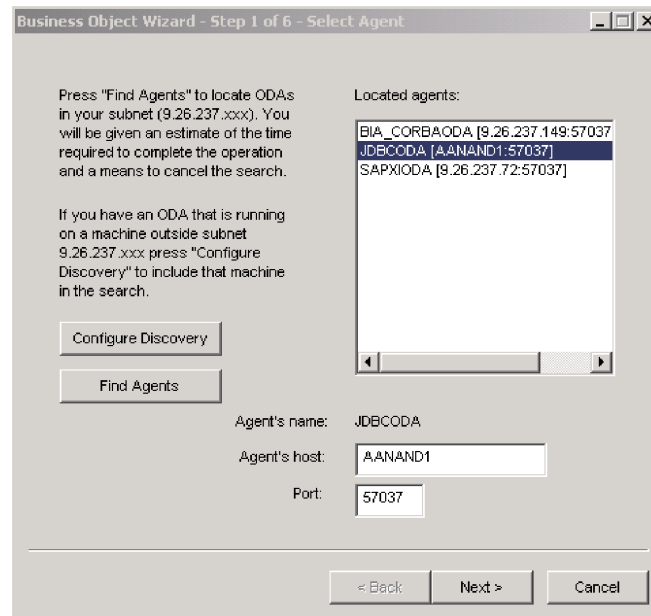 Business Object Wizard - Step 1 of 6 - Select Agent
Press "Find Agents" to locate ODAs
in your subnet (9.26.237.xxx). You
will be given an estimate of the time
required to complete the operation
and a means to cancel the search.
If you have an ODA that is running
on a machine outside subnet
9.26.237.xxx press "Configure
Discovery" to include that machine
in the search.
Configure Discovery
Find Agents
Located agents:
BIA_CORBAODA [9.26.237.149:57037
JDBCODA [AANAND1:57037]
SAPXIODA [9.26.237.72:57037]
Agent's name: JDBCODA
Agent's host: AANAND1
Port: 57037
< Back Next > Cancel